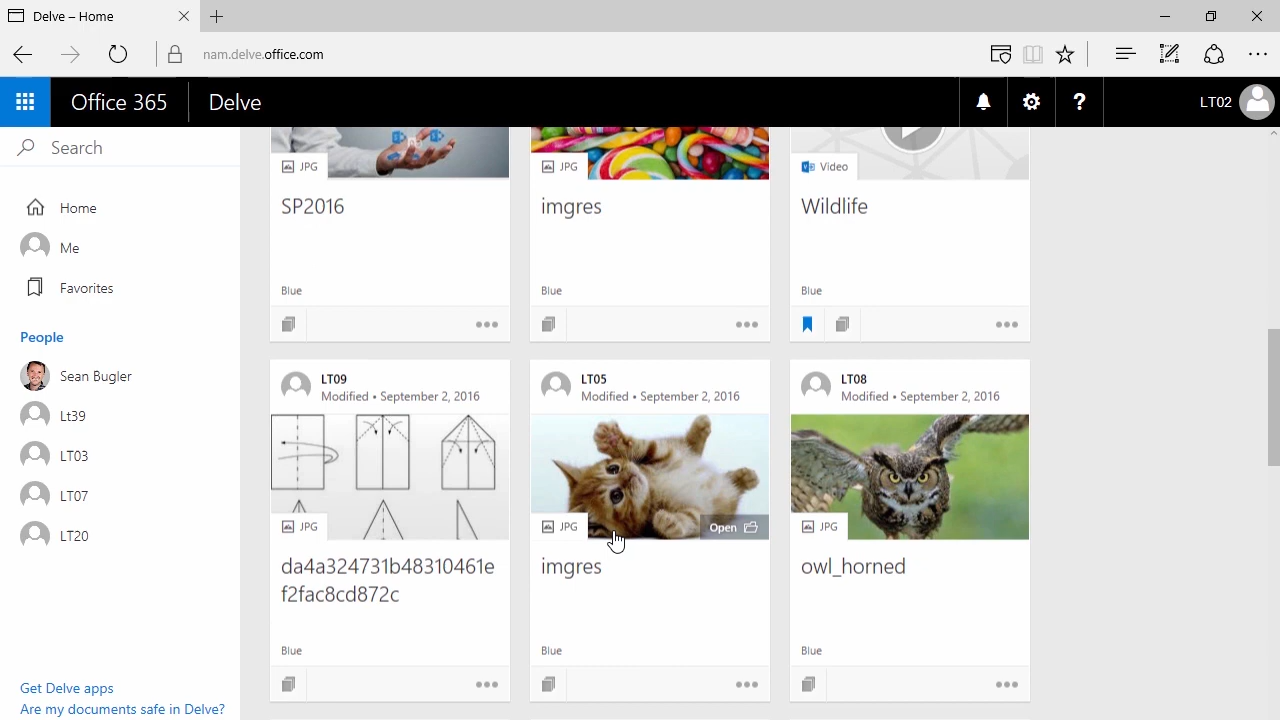 Delve – Home
nam.delve.office.com
Office 365 Delve LT02
Search
Home
Me
Favorites
People
Sean Bugler
Lt39
LT03
LT07
LT20
Get Delve apps
Are my documents safe in Delve?
JPG
SP2016
Blue
JPG
imgres
Blue
Video
Wildlife
Blue
LT09
Modified • September 2, 2016
JPG
da4a324731b48310461e
f2fac8cd872c
Blue
LT05
Modified • September 2, 2016
JPG
Open
imgres
Blue
LT08
Modified • September 2, 2016
JPG
owl_horned
Blue